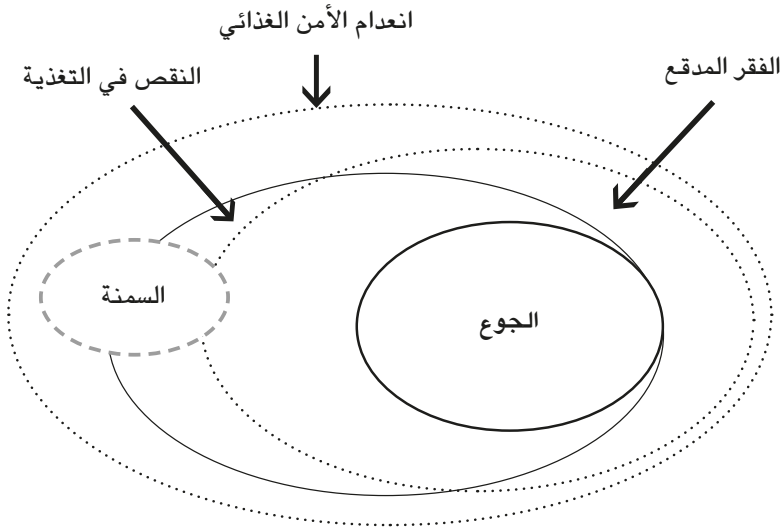 انعدام الأمن الغذائي
الفقر المدقع
النقص في التغذية
السمنة
الجوع